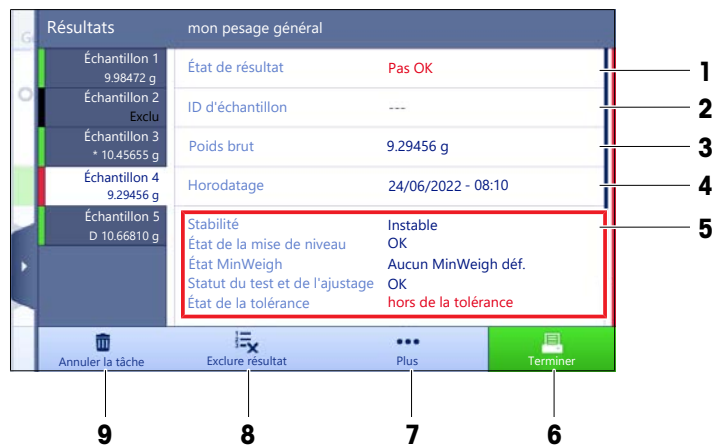 Résultats
mon pesage général
Échantillon 1
9.98472 g
Échantillon 2
Exclu
Échantillon 3
* 10.45655 g
Échantillon 4
9.29456 g
Échantillon 5
D 10.66810 g
État de résultat Pas OK 1
ID d'échantillon --- 2
Poids brut 9.29456 g 3
Horodatage 24/06/2022 - 08:10 4
Stabilité Instable 5
État de la mise de niveau OK
État MinWeigh Aucun MinWeigh déf.
Statut du test et de l'ajustage OK
État de la tolérance hors de la tolérance
Annuler la tâche
Exclure résultat
Plus
Terminer
9 8 7 6